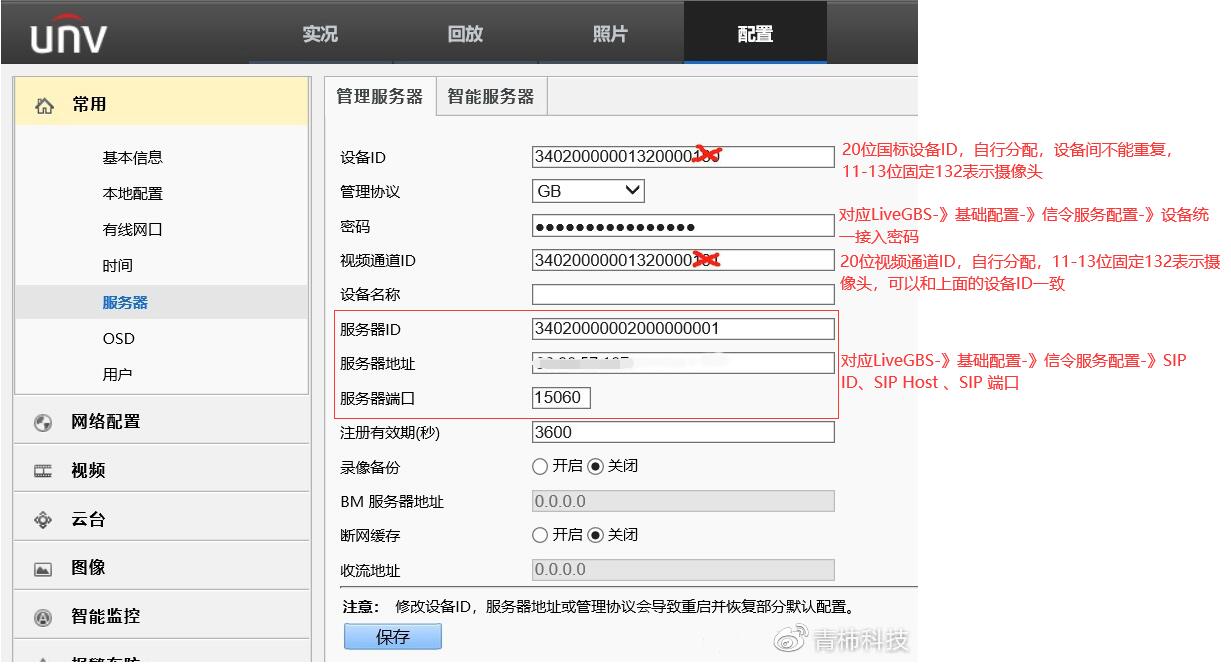 unv
实况 回放 照片 配置
常用
基本信息
本地配置
有线网口
时间
服务器
OSD
用户
网络配置
视频
云台
图像
智能监控
管理服务器 智能服务器
设备ID 34020000001320000
20位国标设备ID，自行分配，设备间不能重复，
11-13位固定132表示摄像头
管理协议 GB
密码 ●●●●●●●●●●●●●●●●
对应LiveGBS-》基础配置-》信令服务配置-》设备统
一接入密码
视频通道ID 34020000001320000
20位视频通道ID，自行分配，11-13位固定132表示摄
像头，可以和上面的设备ID一致
设备名称
服务器ID 34020000002000000001
服务器地址
对应LiveGBS-》基础配置-》信令服务配置-》SIP
ID、SIP Host 、SIP 端口
服务器端口 15060
注册有效期(秒) 3600
录像备份 开启 关闭
BM 服务器地址 0.0.0.0
断网缓存 开启 关闭
收流地址 0.0.0.0
注意： 修改设备ID，服务器地址或管理协议会导致重启并恢复部分默认配置。
保存
青柿科技